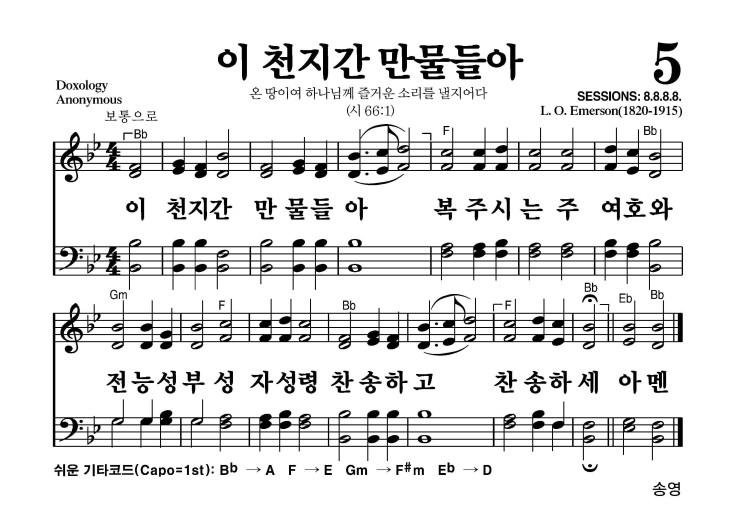 이 천지간 만물들아
5
Doxology
Anonymous
온 땅이여 하나님께 즐거운 소리를 낼지어다
(시 66:1)
SESSIONS: 8.8.8.8.
L. O. Emerson(1820-1915)
보통으로
Bb F Bb
이 천지간 만 물들 아 복 주시 는 주 여호와
Gm F Bb F Bb Eb Bb
전능성부 성 자성령 찬 송하 고 찬 송하 세 아멘
쉬운 기타코드(Capo=1st): Bb → A F → E Gm → F#m Eb → D
송영